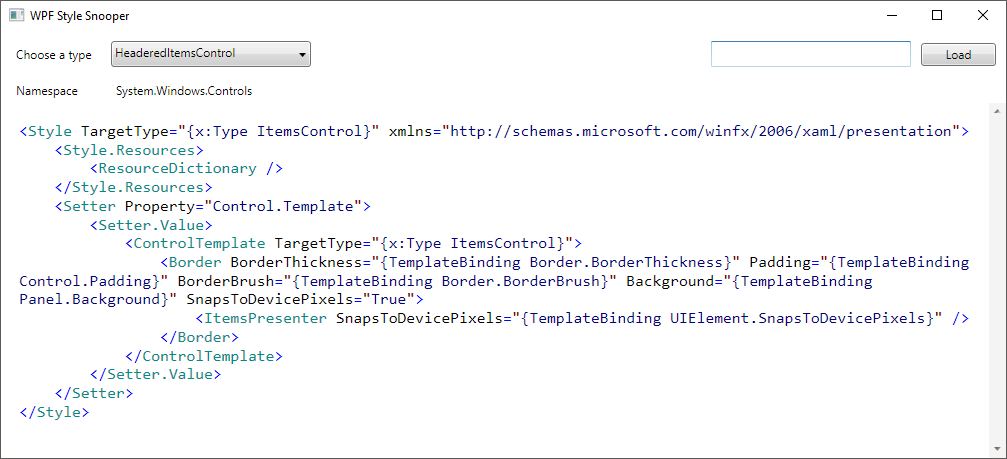 WPF Style Snooper
Choose a type HeaderedItemsControl Load
Namespace System.Windows.Controls
<Style TargetType="{x:Type ItemsControl}" xmlns="http://schemas.microsoft.com/winfx/2006/xaml/presentation">
    <Style.Resources>
        <ResourceDictionary />
    </Style.Resources>
    <Setter Property="Control.Template">
        <Setter.Value>
            <ControlTemplate TargetType="{x:Type ItemsControl}">
                <Border BorderThickness="{TemplateBinding Border.BorderThickness}" Padding="{TemplateBinding
Control.Padding}" BorderBrush="{TemplateBinding Border.BorderBrush}" Background="{TemplateBinding
Panel.Background}" SnapsToDevicePixels="True">
                    <ItemsPresenter SnapsToDevicePixels="{TemplateBinding UIElement.SnapsToDevicePixels}" />
                </Border>
            </ControlTemplate>
        </Setter.Value>
    </Setter>
</Style>